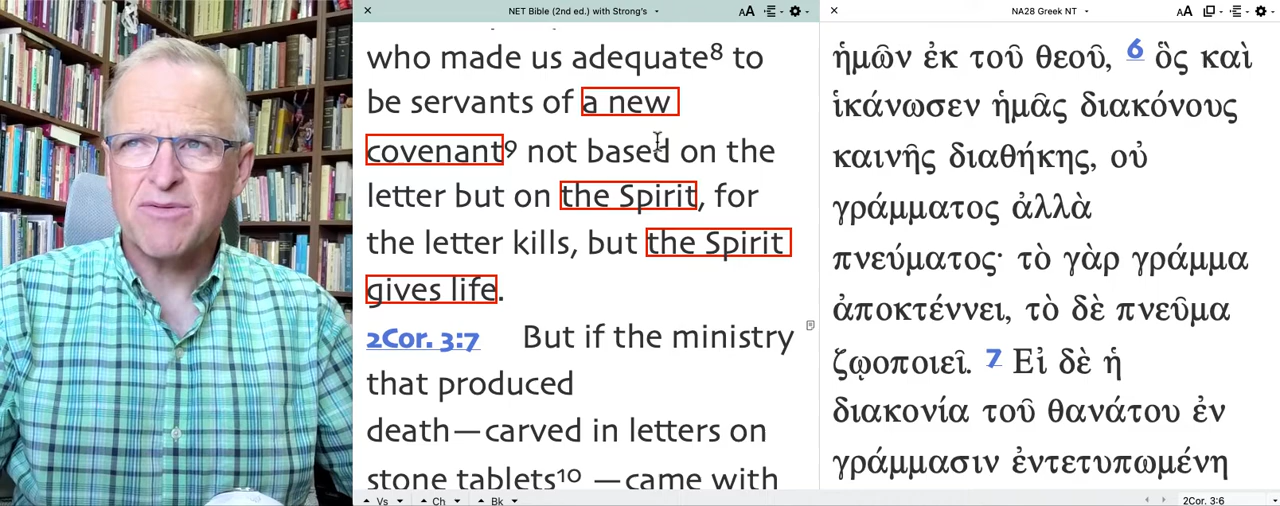 NET Bible (2nd ed.) with Strong's
who made us adequate⁸ to
be servants of a new
covenant⁹ not based on the
letter but on the Spirit, for
the letter kills, but the Spirit
gives life.
2Cor. 3:7 But if the ministry
that produced
death—carved in letters on
stone tablets¹⁰ —came with
Vs Ch Bk
NA28 Greek NT
ἡμῶν ἐκ τοῦ θεοῦ, 6 ὃς καὶ
ἱκάνωσεν ἡμᾶς διακόνους
καινῆς διαθήκης, οὐ
γράμματος ἀλλὰ
πνεύματος· τὸ γὰρ γράμμα
ἀποκτέννει, τὸ δὲ πνεῦμα
ζῳοποιεῖ. 7 Εἰ δὲ ἡ
διακονία τοῦ θανάτου ἐν
γράμμασιν ἐντετυπωμένη
2Cor. 3:6